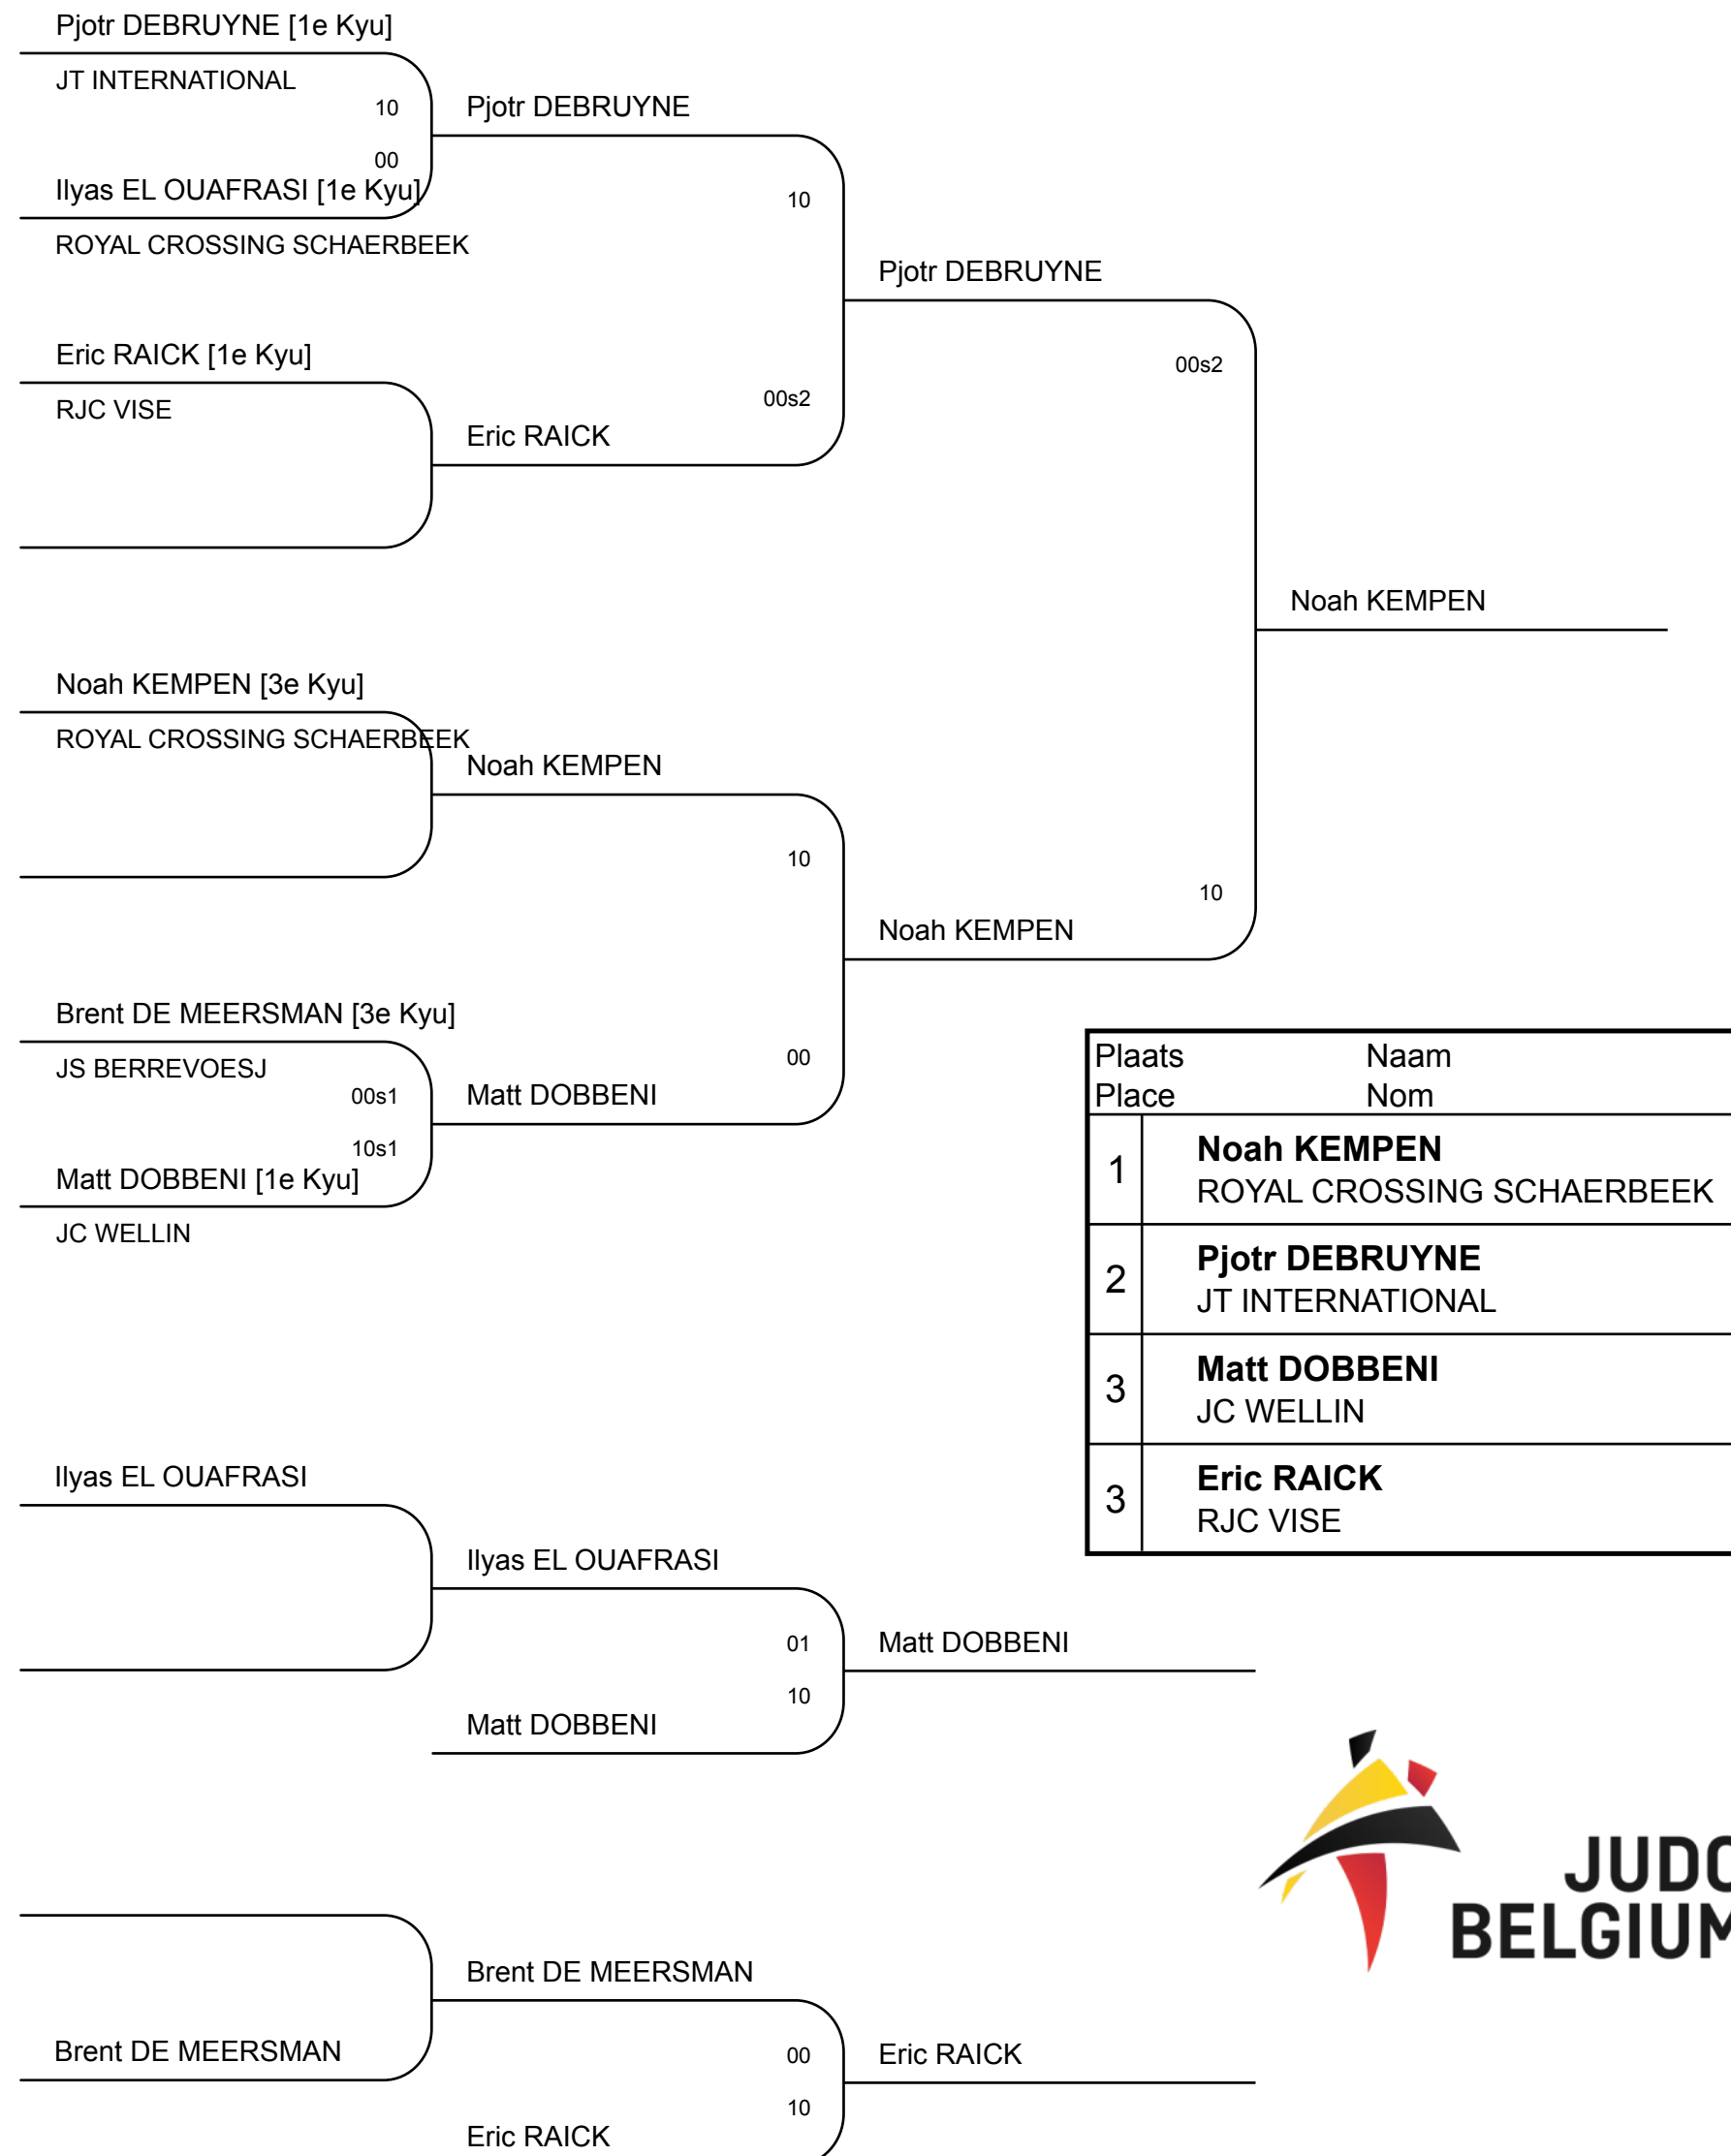 Pjotr DEBRUYNE [1e Kyu]
JT INTERNATIONAL
10
Pjotr DEBRUYNE
00
Ilyas EL OUAFRASI [1e Kyu]
10
ROYAL CROSSING SCHAERBEEK
Pjotr DEBRUYNE
Eric RAICK [1e Kyu]
00s2
RJC VISE
00s2
Eric RAICK
Noah KEMPEN
Noah KEMPEN [3e Kyu]
ROYAL CROSSING SCHAERBEEK
Noah KEMPEN
10
10
Noah KEMPEN
Brent DE MEERSMAN [3e Kyu]
JS BERREVOESJ
00
00s1
Matt DOBBENI
10s1
Matt DOBBENI [1e Kyu]
JC WELLIN
Plaats Naam
Place Nom
1 Noah KEMPEN
ROYAL CROSSING SCHAERBEEK
2 Pjotr DEBRUYNE
JT INTERNATIONAL
3 Matt DOBBENI
JC WELLIN
3 Eric RAICK
RJC VISE
Ilyas EL OUAFRASI
Ilyas EL OUAFRASI
01
Matt DOBBENI
10
Matt DOBBENI
JUDO
BELGIUM
Brent DE MEERSMAN
Brent DE MEERSMAN
00
Eric RAICK
10
Eric RAICK